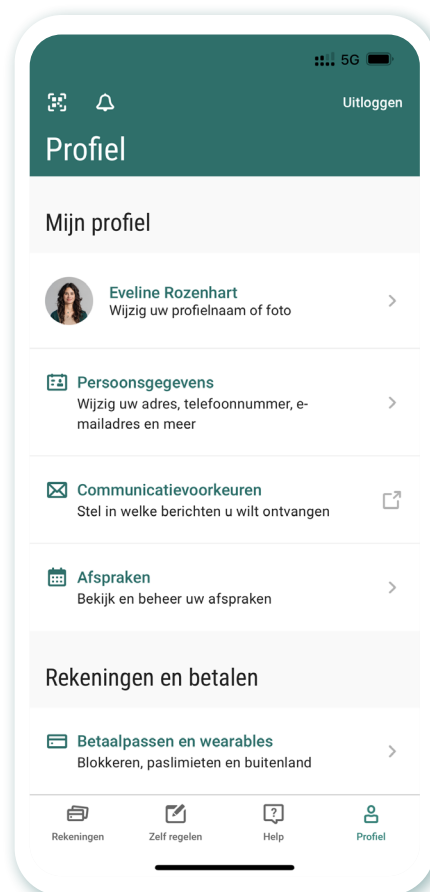 5G
Uitloggen
Profiel
Mijn profiel
Eveline Rozenhart
Wijzig uw profielnaam of foto
Persoonsgegevens
Wijzig uw adres, telefoonnummer, e-
mailadres en meer
Communicatievoorkeuren
Stel in welke berichten u wilt ontvangen
Afspraken
Bekijk en beheer uw afspraken
Rekeningen en betalen
Betaalpassen en wearables
Blokkeren, paslimieten en buitenland
Rekeningen
Zelf regelen
Help
Profiel